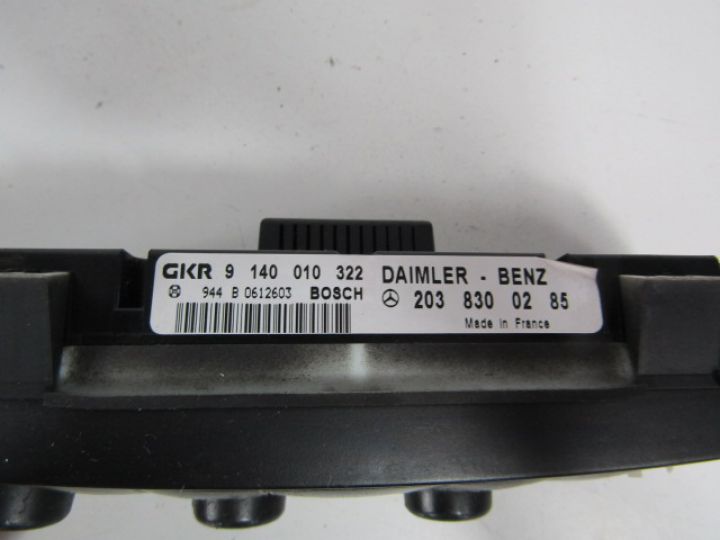 GKR 9 140 010 322 DAIMLER - BENZ
944 B 0612603 BOSCH 203 830 02 85
Made in France